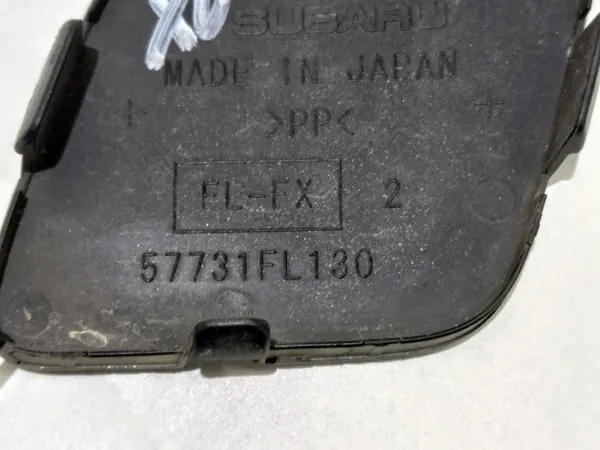 SUBARU
MADE IN JAPAN
>PP<
FL-FX 2
57731FL130